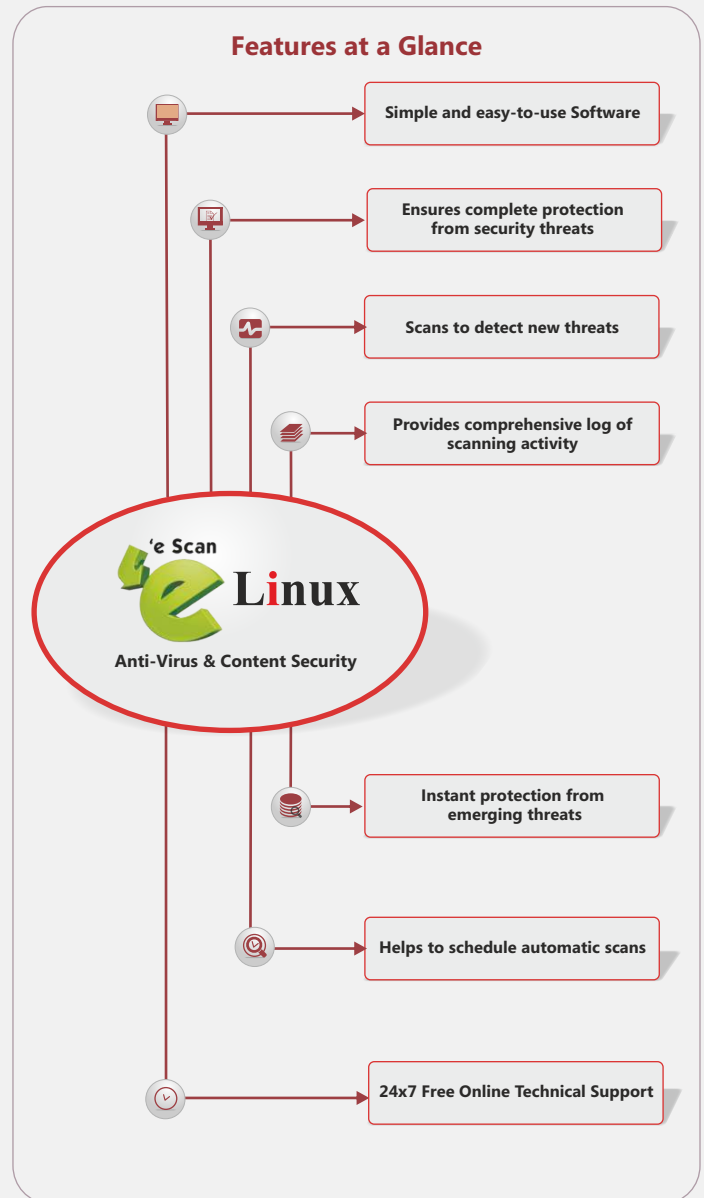 Features at a Glance
Simple and easy-to-use Software
Ensures complete protection
from security threats
Scans to detect new threats
Provides comprehensive log of
scanning activity
'e Scan
e
Linux
Anti-Virus & Content Security
Instant protection from
emerging threats
Helps to schedule automatic scans
24x7 Free Online Technical Support